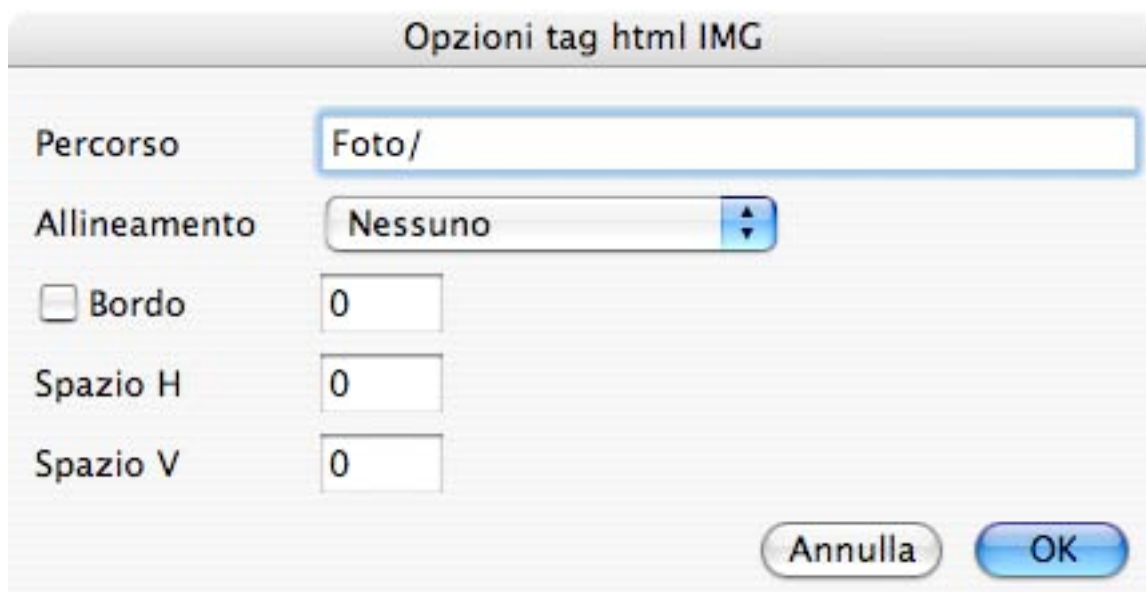 Opzioni tag html IMG
Percorso Foto/
Allineamento Nessuno
Bordo 0
Spazio H 0
Spazio V 0
Annulla OK